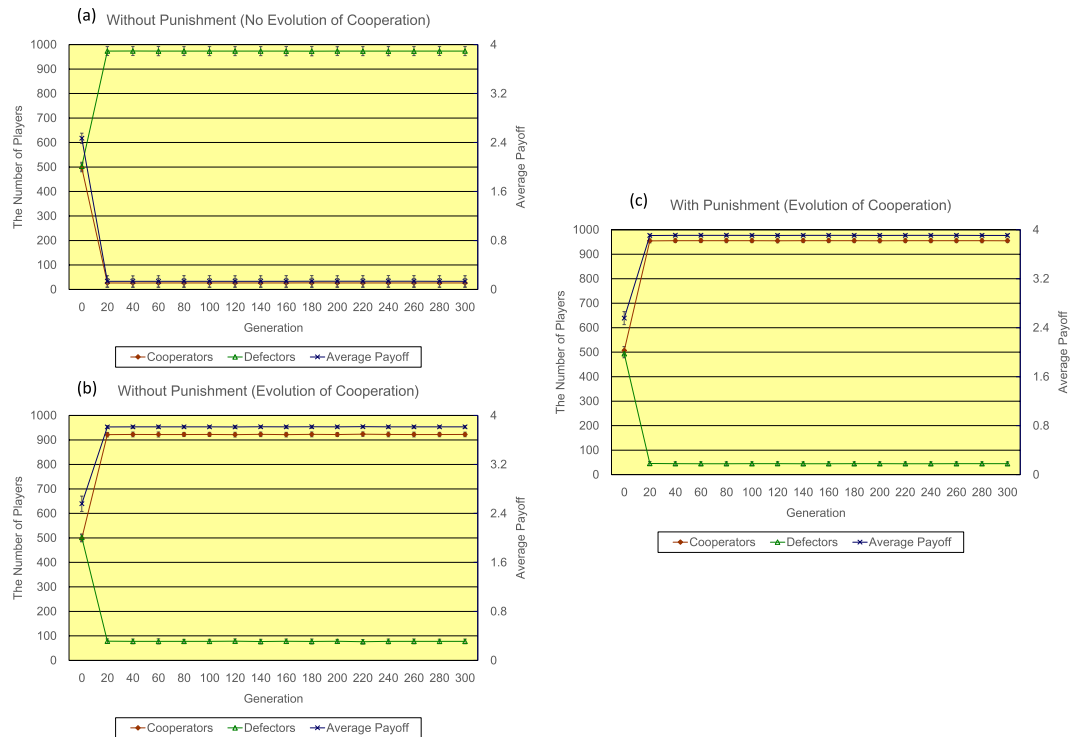 (a)
Without Punishment (No Evolution of Cooperation)
The Number of Players
1000
900
800
700
600
500
400
300
200
100
0
4
3.2
2.4
1.6
0.8
0
Average Payoff
0 20 40 60 80 100 120 140 160 180 200 220 240 260 280 300
Generation
Cooperators Defectors Average Payoff
(b)
Without Punishment (Evolution of Cooperation)
The Number of Players
1000
900
800
700
600
500
400
300
200
100
0
4
3.2
2.4
1.6
0.8
0
Average Payoff
0 20 40 60 80 100 120 140 160 180 200 220 240 260 280 300
Generation
Cooperators Defectors Average Payoff
(c)
With Punishment (Evolution of Cooperation)
The Number of Players
1000
900
800
700
600
500
400
300
200
100
0
4
3.2
2.4
1.6
0.8
0
Average Payoff
0 20 40 60 80 100 120 140 160 180 200 220 240 260 280 300
Generation
Cooperators Defectors Average Payoff